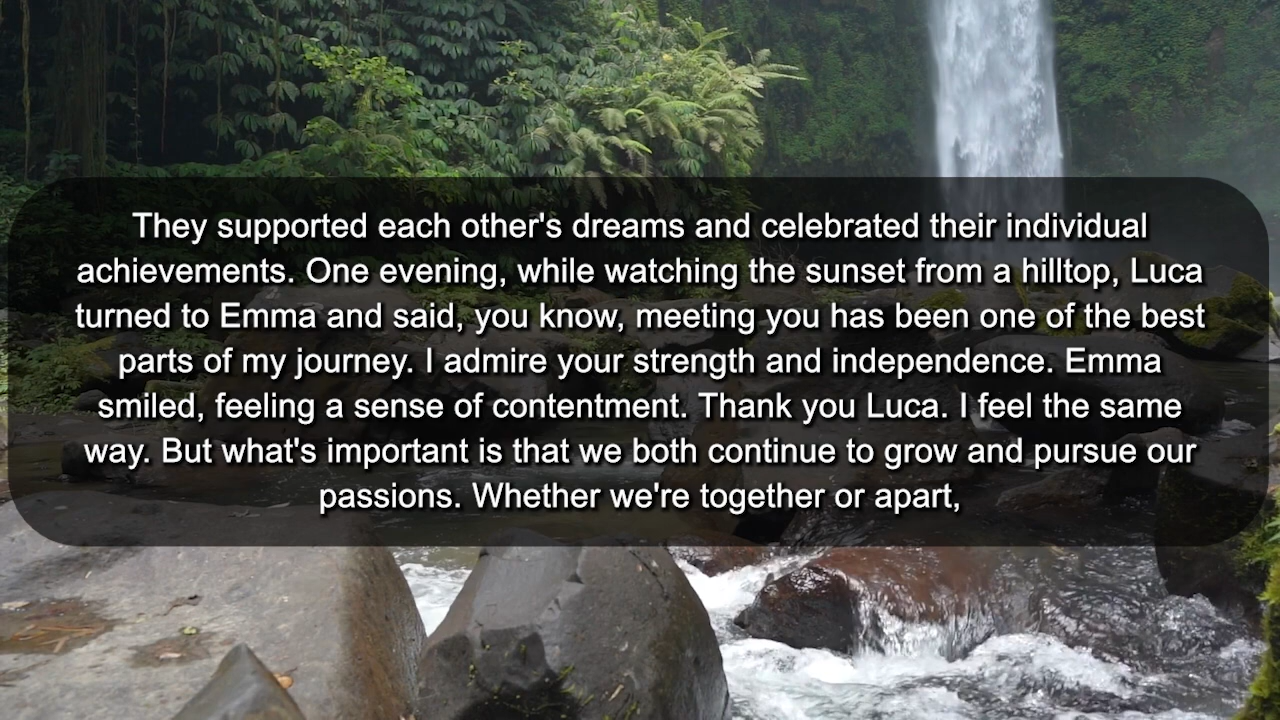 They supported each other's dreams and celebrated their individual
achievements. One evening, while watching the sunset from a hilltop, Luca
turned to Emma and said, you know, meeting you has been one of the best
parts of my journey. I admire your strength and independence. Emma
smiled, feeling a sense of contentment. Thank you Luca. I feel the same
way. But what's important is that we both continue to grow and pursue our
passions. Whether we're together or apart,